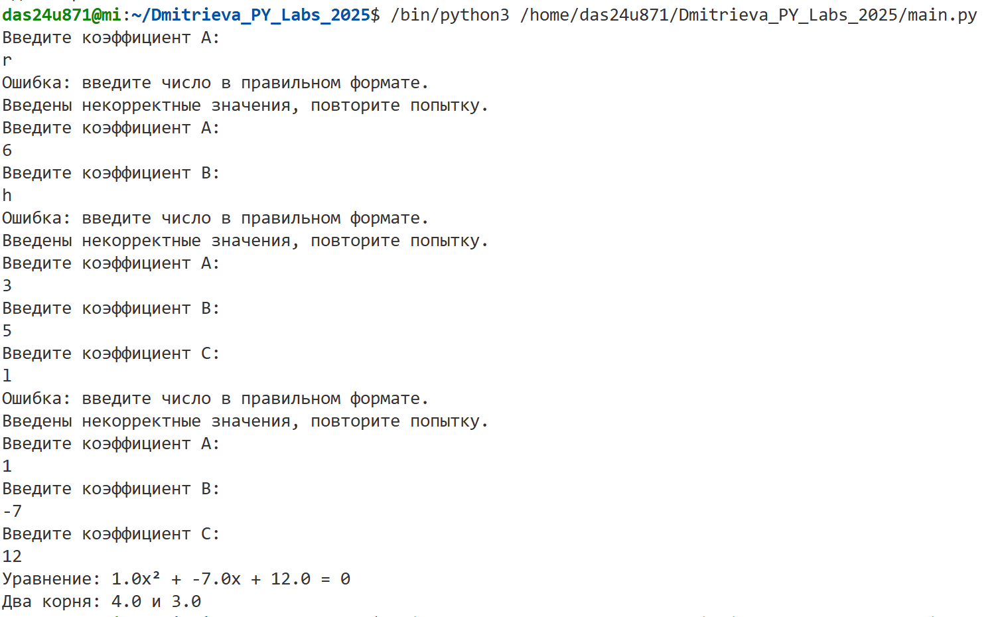 das24u871@mi:~/Dmitrieva_PY_Labs_2025$ /bin/python3 /home/das24u871/Dmitrieva_PY_Labs_2025/main.py
Введите коэффициент A:
r
Ошибка: введите число в правильном формате.
Введены некорректные значения, повторите попытку.
Введите коэффициент A:
6
Введите коэффициент B:
h
Ошибка: введите число в правильном формате.
Введены некорректные значения, повторите попытку.
Введите коэффициент A:
3
Введите коэффициент B:
5
Введите коэффициент C:
l
Ошибка: введите число в правильном формате.
Введены некорректные значения, повторите попытку.
Введите коэффициент A:
1
Введите коэффициент B:
-7
Введите коэффициент C:
12
Уравнение: 1.0x² + -7.0x + 12.0 = 0
Два корня: 4.0 и 3.0